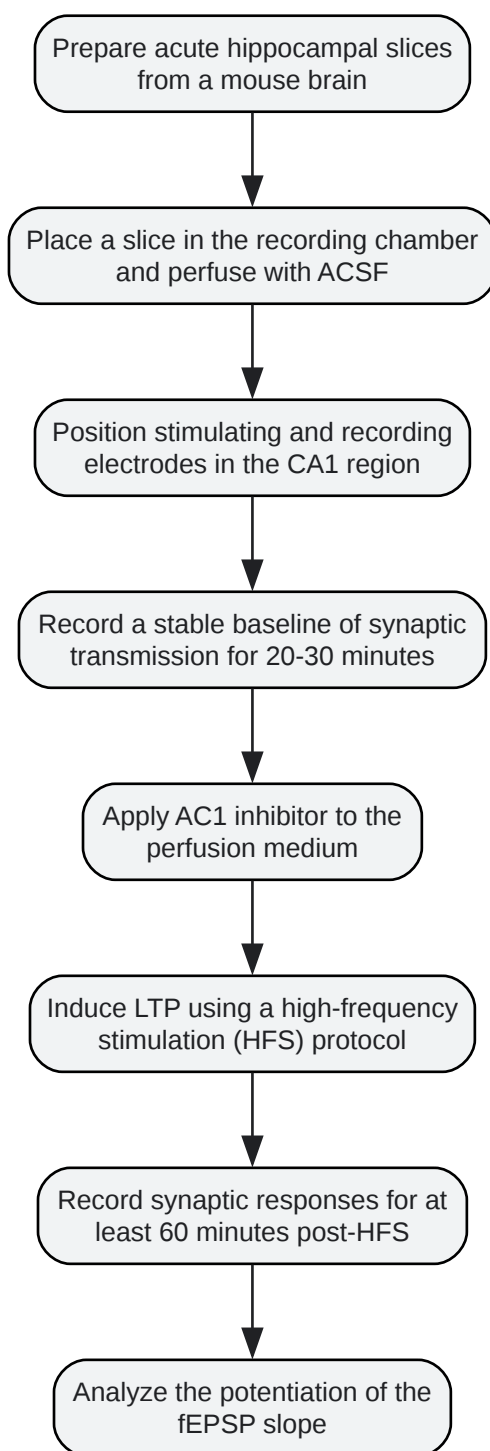 Prepare acute hippocampal slices
from a mouse brain
Place a slice in the recording chamber
and perfuse with ACSF
Position stimulating and recording
electrodes in the CA1 region
Record a stable baseline of synaptic
transmission for 20-30 minutes
Apply AC1 inhibitor to the
perfusion medium
Induce LTP using a high-frequency
stimulation (HFS) protocol
Record synaptic responses for at
least 60 minutes post-HFS
Analyze the potentiation of the
fEPSP slope